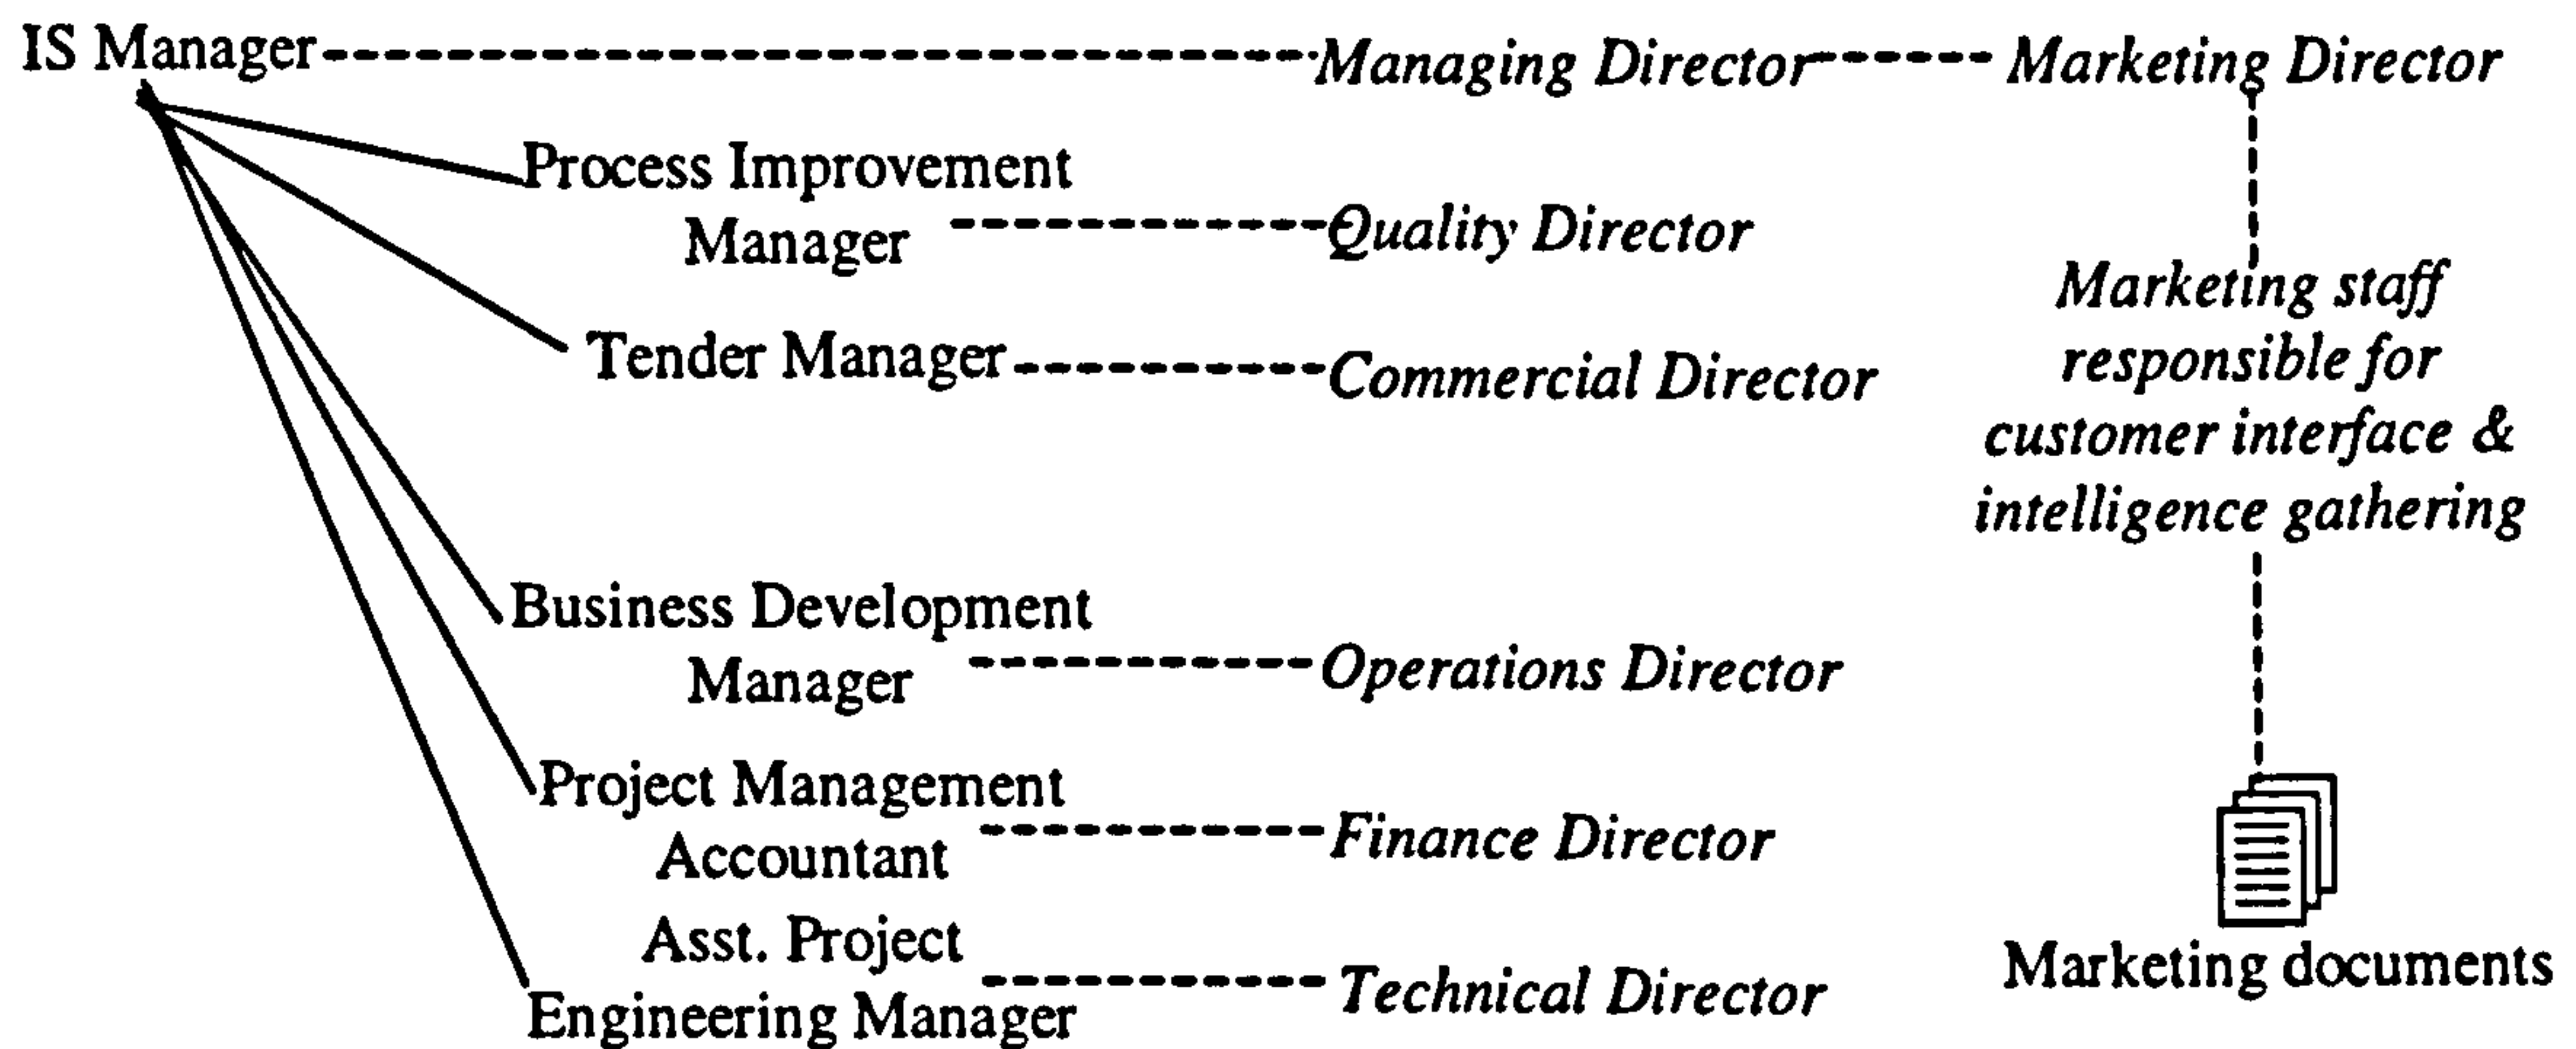 IS Manager
Managing Director
Marketing Director
Process Improvement
Manager
Quality Director
Tender Manager
Commercial Director
Marketing staff
responsible for
customer interface &
intelligence gathering
Business Development
Manager
Operations Director
Project Management
Accountant
Finance Director
Asst. Project
Engineering Manager
Technical Director
Marketing documents